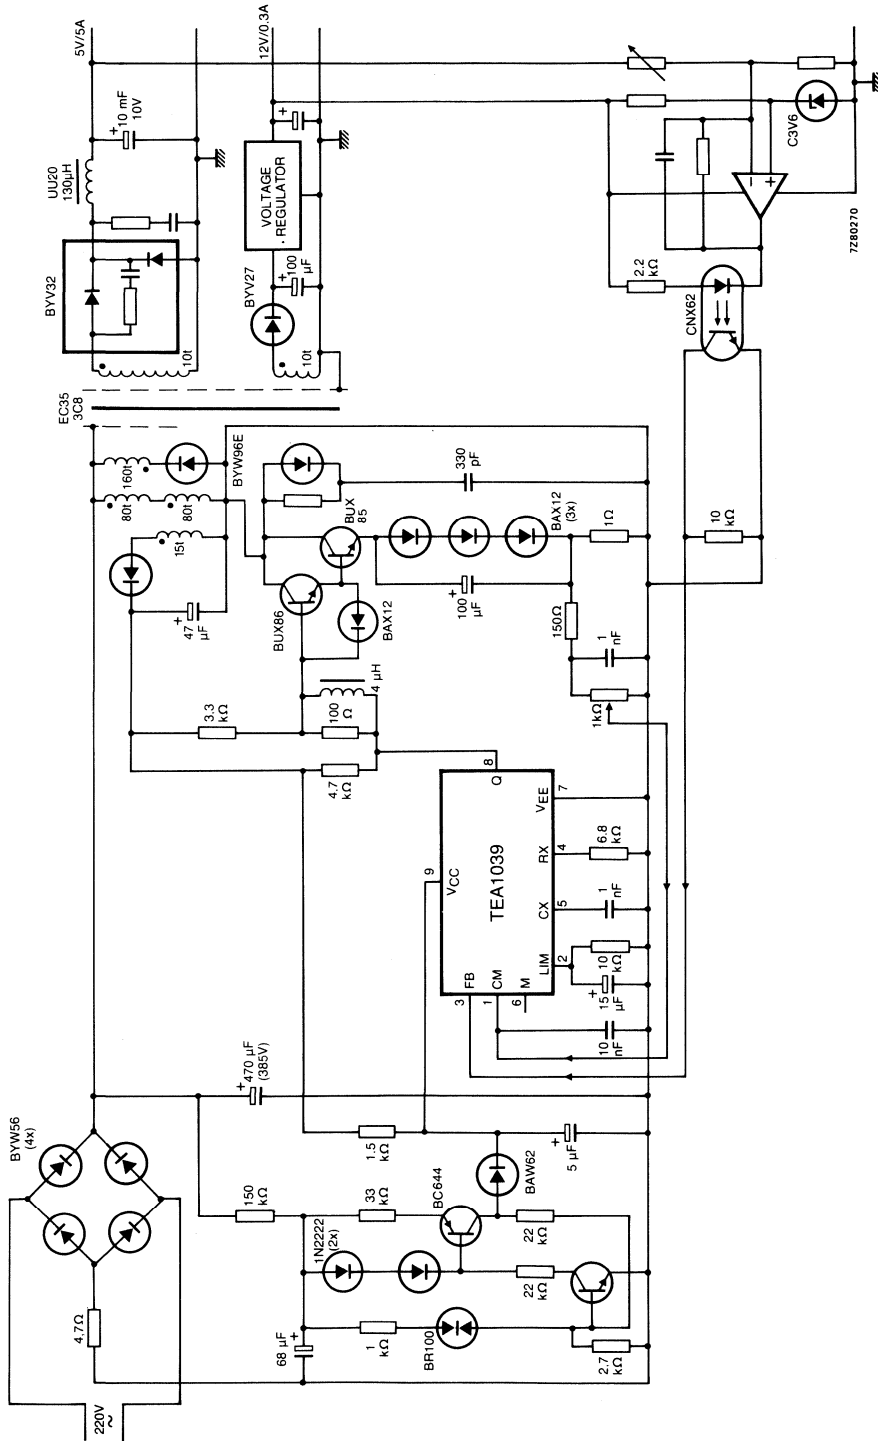 5V/5A
12V/0.3A
UU20
130µH
+ 10 mF
10V
BYV32
10t
VOLTAGE
. REGULATOR
+
BYV27
+ 100
µF
10t
EC35
3C8
C3V6
−
+
2.2
kΩ
7Z80270
CNX62
160t
BYW96E
80t
80t
15t
+
47
µF
BUX86
BUX
85
330
pF
BAX12
(3x)
BAX12
+
100
µF
1Ω
10
kΩ
150Ω
1
nF
1kΩ
3.3
kΩ
100
Ω
4 µH
4.7
kΩ
8
Q
9
VCC
TEA1039
VEE
7
RX
4
6.8
kΩ
CX
5
1
nF
LIM
2
10
kΩ
+
15
µF
FB
3
CM
1
M
6
10
nF
+ 470 µF
(385V)
BYW56
(4x)
1.5
kΩ
+
5 µF
BAW62
150
kΩ
33
kΩ
BC644
22
kΩ
1N2222
(2x)
22
kΩ
68 µF +
1
kΩ
BR100
2.7
kΩ
4.7Ω
220V
~